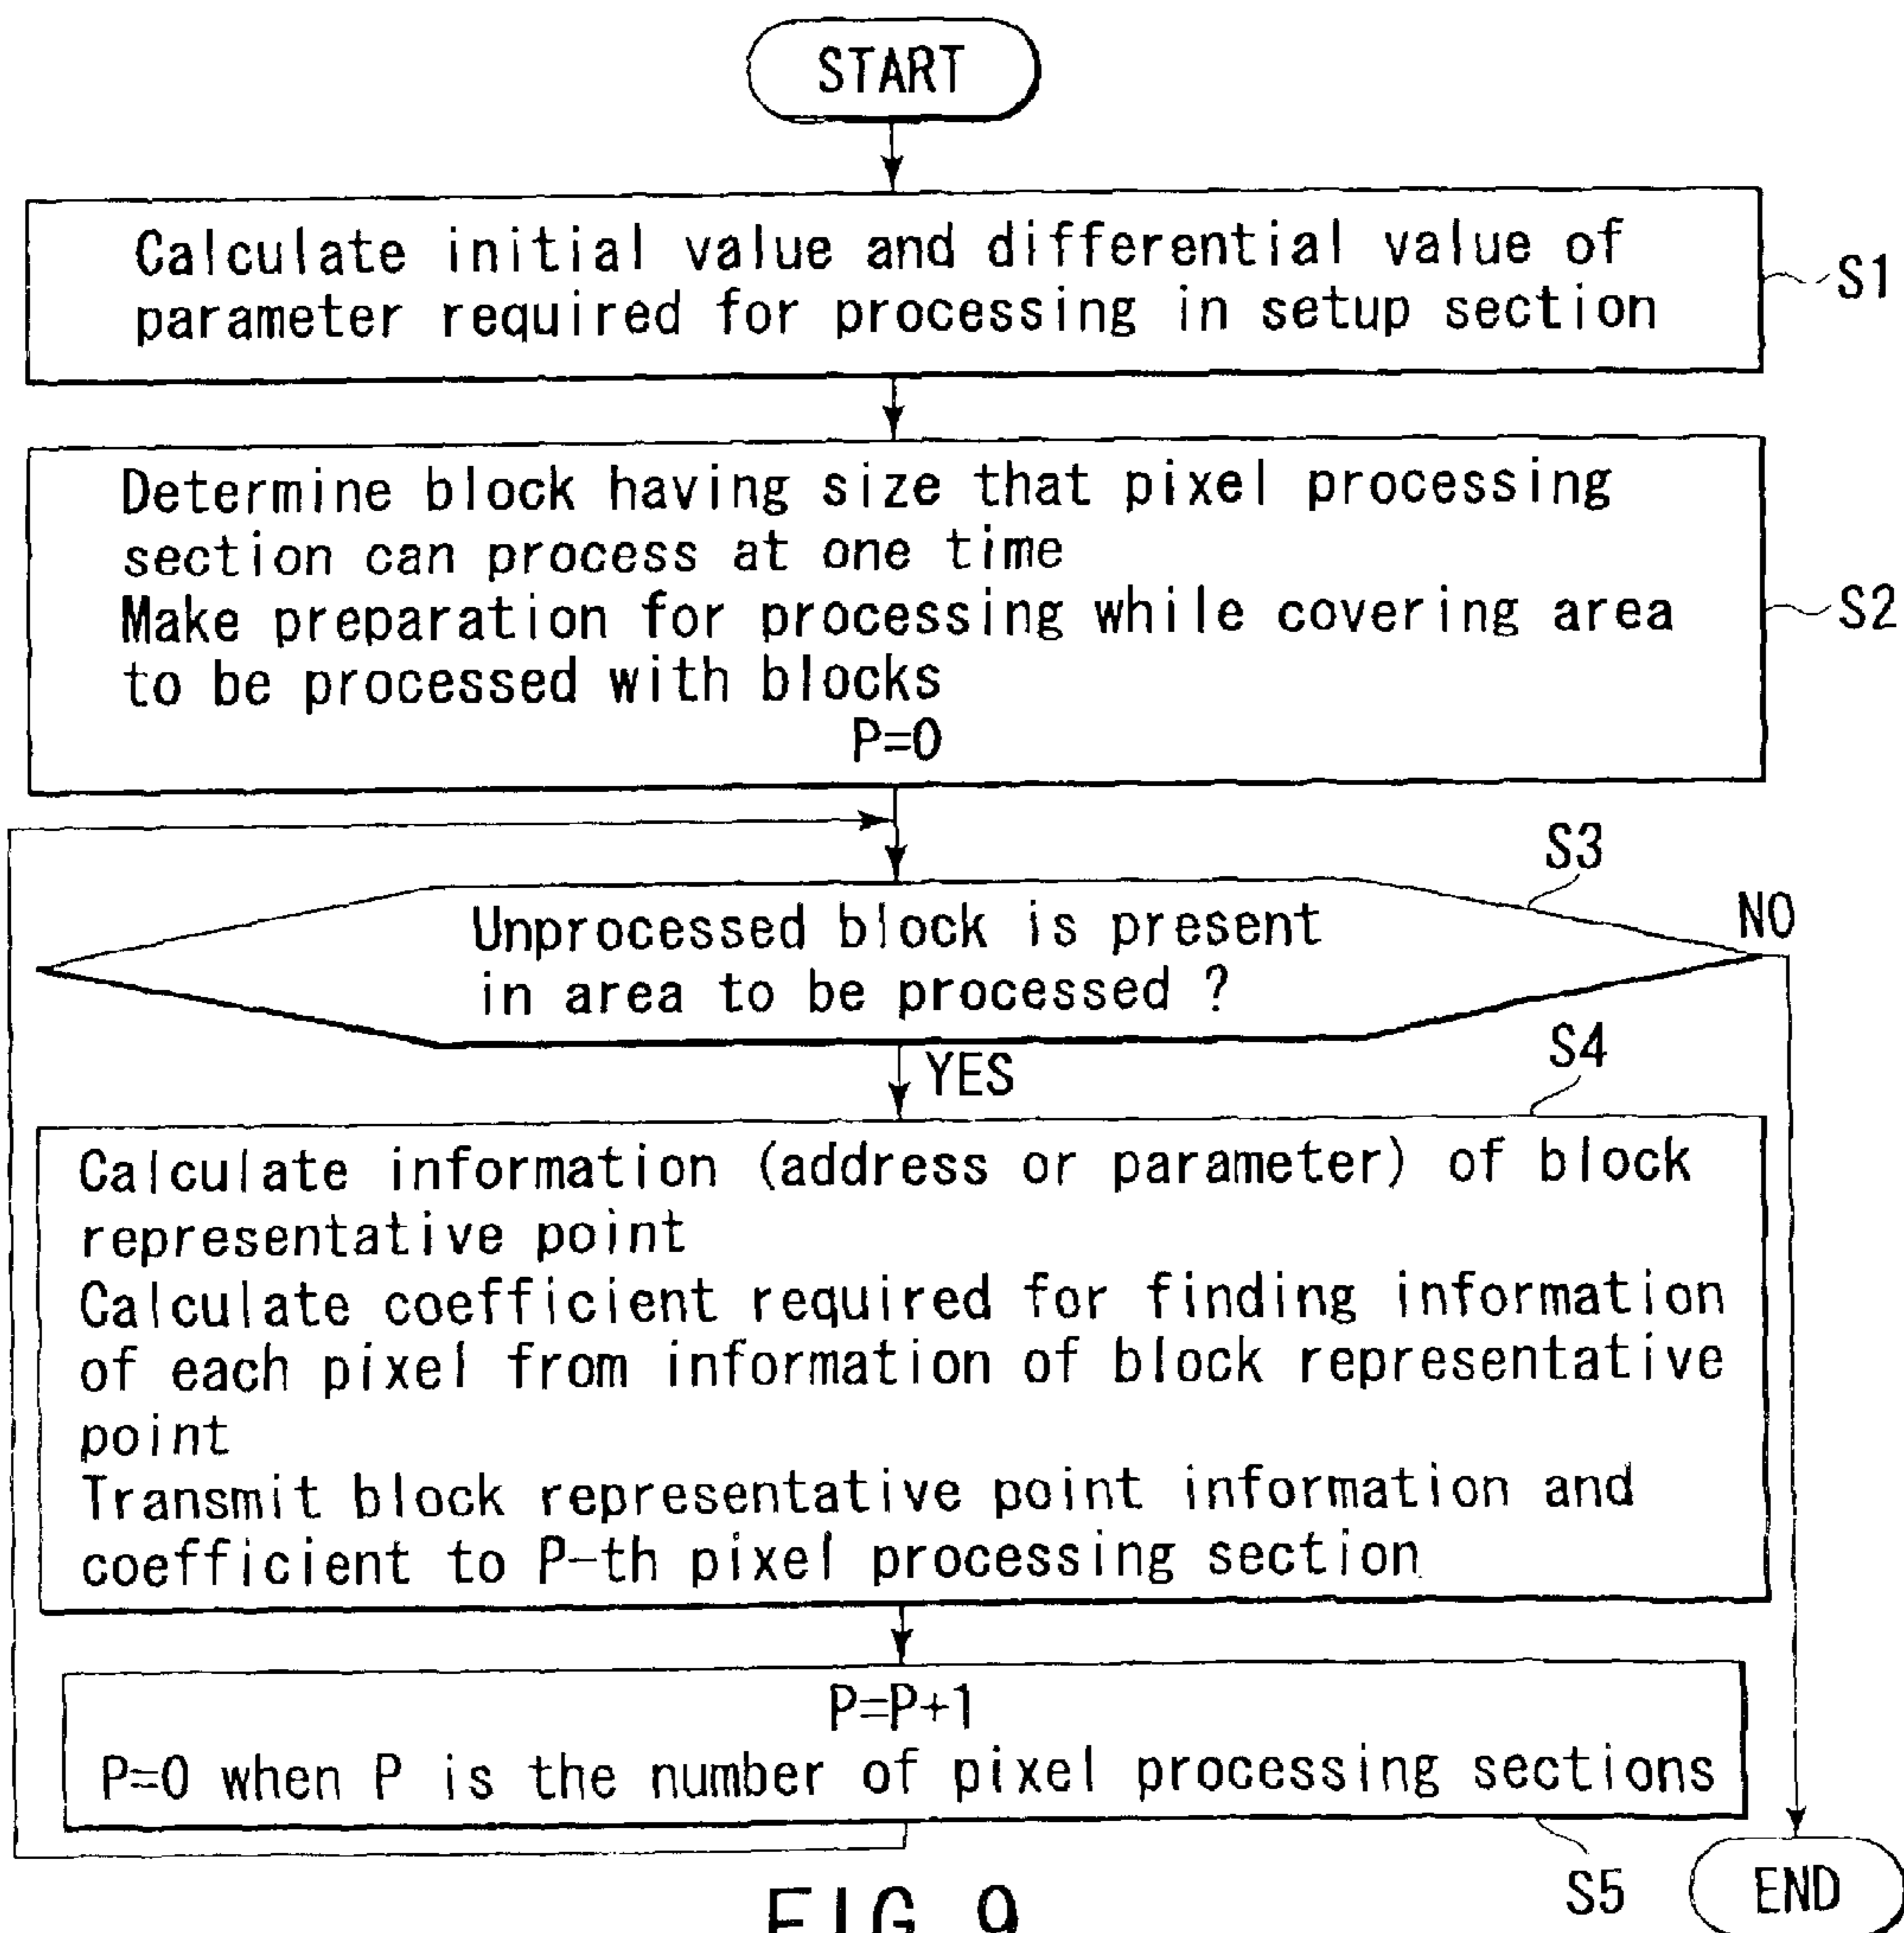 START
Calculate initial value and differential value of
parameter required for processing in setup section
S1
Determine block having size that pixel processing
section can process at one time
Make preparation for processing while covering area
to be processed with blocks
P=0
S2
S3
Unprocessed block is present
in area to be processed ?
NO
YES
S4
Calculate information (address or parameter) of block
representative point
Calculate coefficient required for finding information
of each pixel from information of block representative
point
Transmit block representative point information and
coefficient to P-th pixel processing section
P=P+1
P=0 when P is the number of pixel processing sections
S5
END
FIG. 9